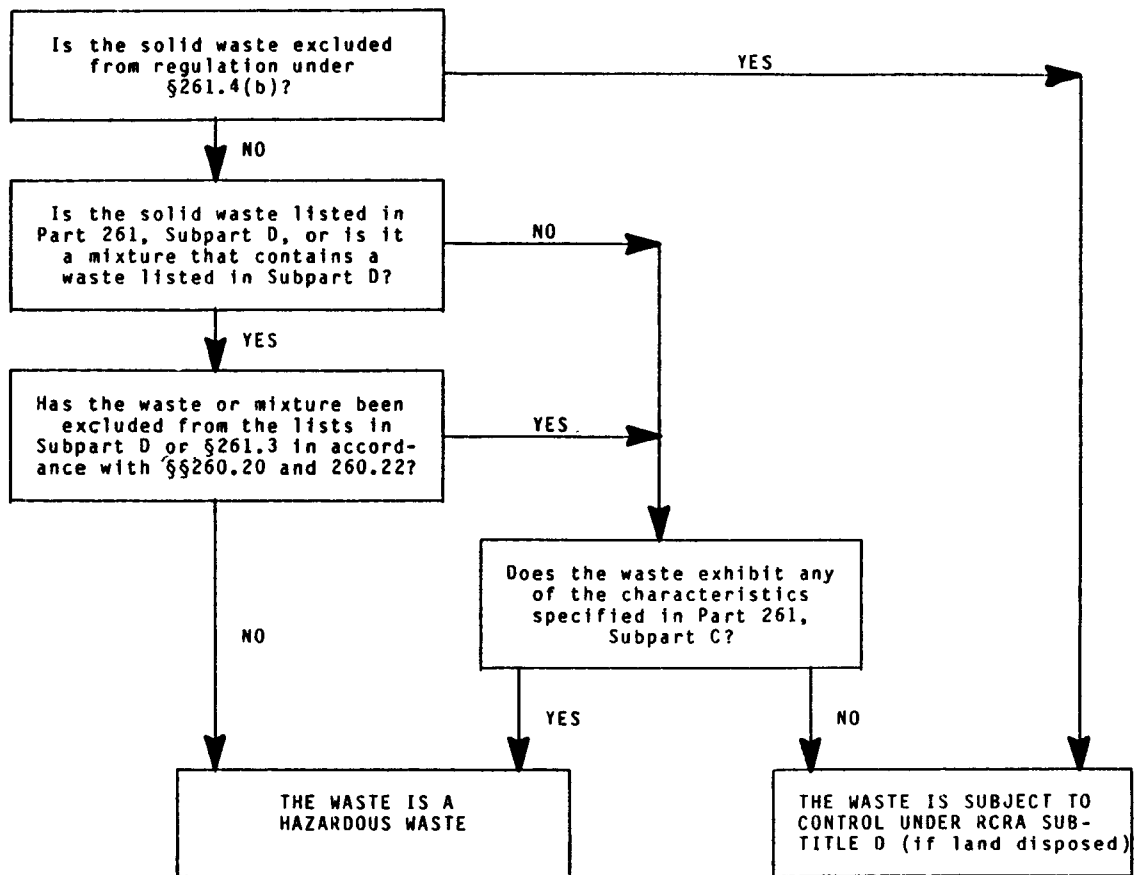 Is the solid waste excluded
from regulation under
§261.4(b)?
YES
NO
Is the solid waste listed in
Part 261, Subpart D, or is it
a mixture that contains a
waste listed in Subpart D?
NO
YES
Has the waste or mixture been
excluded from the lists in
Subpart D or §261.3 in accord-
ance with §§260.20 and 260.22?
YES
Does the waste exhibit any
of the characteristics
specified in Part 261,
Subpart C?
NO
YES
NO
THE WASTE IS A
HAZARDOUS WASTE
THE WASTE IS SUBJECT TO
CONTROL UNDER RCRA SUB-
TITLE D (if land disposed)